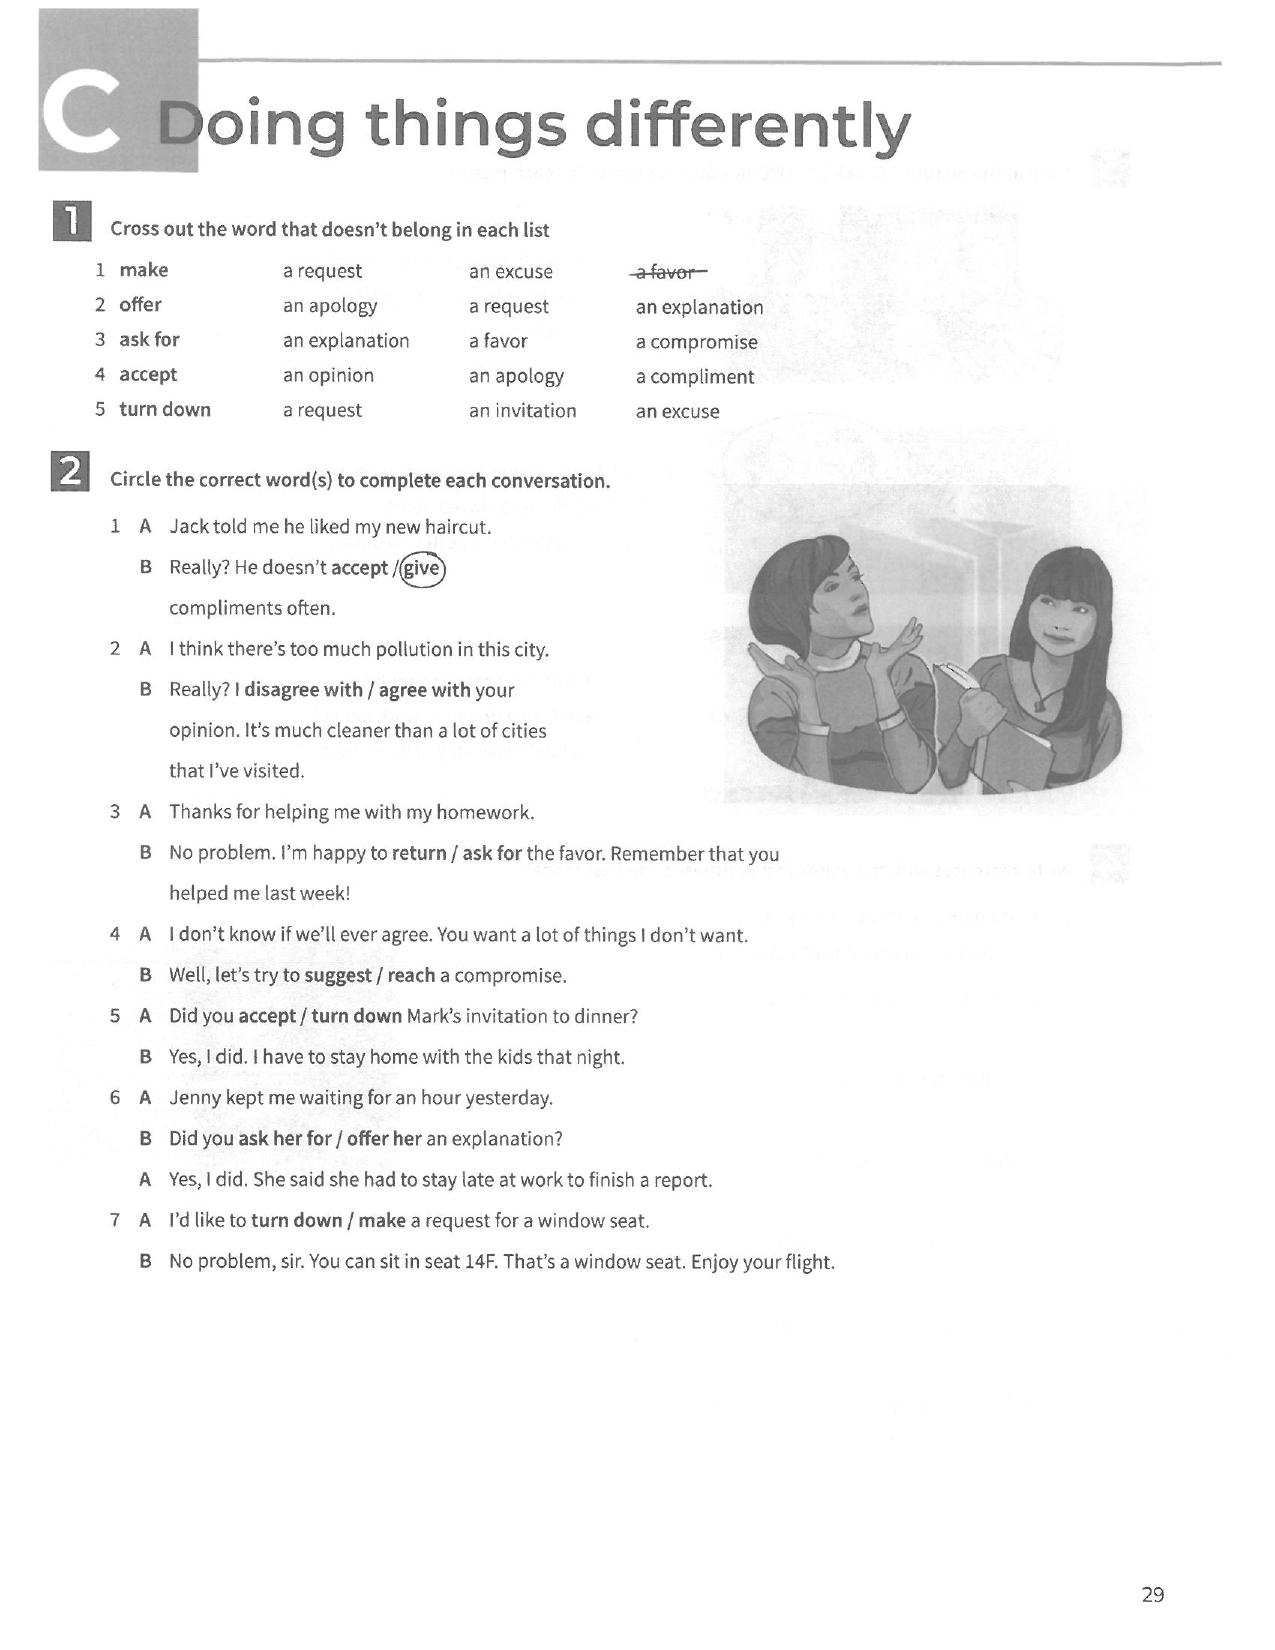 C Doing things differently
1 Cross out the word that doesn't belong in each list
1 make a request an excuse a favor
2 offer an apology a request an explanation
3 ask for an explanation a favor a compromise
4 accept an opinion an apology a compliment
5 turn down a request an invitation an excuse
2 Circle the correct word(s) to complete each conversation.
1 A Jack told me he liked my new haircut.
B Really? He doesn't accept / give
compliments often.
2 A I think there's too much pollution in this city.
B Really? I disagree with / agree with your
opinion. It's much cleaner than a lot of cities
that I've visited.
3 A Thanks for helping me with my homework.
B No problem. I'm happy to return / ask for the favor. Remember that you
helped me last week!
4 A I don't know if we'll ever agree. You want a lot of things I don't want.
B Well, let's try to suggest / reach a compromise.
5 A Did you accept / turn down Mark's invitation to dinner?
B Yes, I did. I have to stay home with the kids that night.
6 A Jenny kept me waiting for an hour yesterday.
B Did you ask her for / offer her an explanation?
A Yes, I did. She said she had to stay late at work to finish a report.
7 A I'd like to turn down / make a request for a window seat.
B No problem, sir. You can sit in seat 14F. That's a window seat. Enjoy your flight.
29